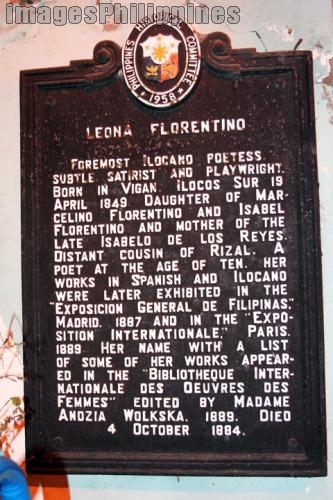 imagesPhilippines
PHILIPPINES HISTORICAL COMMITTEE
1958
LEONA FLORENTINO
FOREMOST ILOCANO POETESS
SUBTLE SATIRIST AND PLAYWRIGHT.
BORN IN VIGAN, ILOCOS SUR 19
APRIL 1849 DAUGHTER OF MAR-
CELINO FLORENTINO AND ISABEL
FLORENTINO AND MOTHER OF THE
LATE ISABELO DE LOS REYES.
DISTANT COUSIN OF RIZAL. A
POET AT THE AGE OF TEN. HER
WORKS IN SPANISH AND ILOCANO
WERE LATER EXHIBITED IN THE
"EXPOSICION GENERAL DE FILIPINAS,"
MADRID, 1887 AND IN THE "EXPO-
SITION INTERNATIONALE," PARIS,
1889 HER NAME WITH A LIST
OF SOME OF HER WORKS APPEAR-
ED IN THE "BIBLIOTHEQUE INTER-
NATIONALE DES OEUVRES DES
FEMMES" EDITED BY MADAME
ANDZIA WOLKSKA, 1889. DIED
4 OCTOBER 1884.